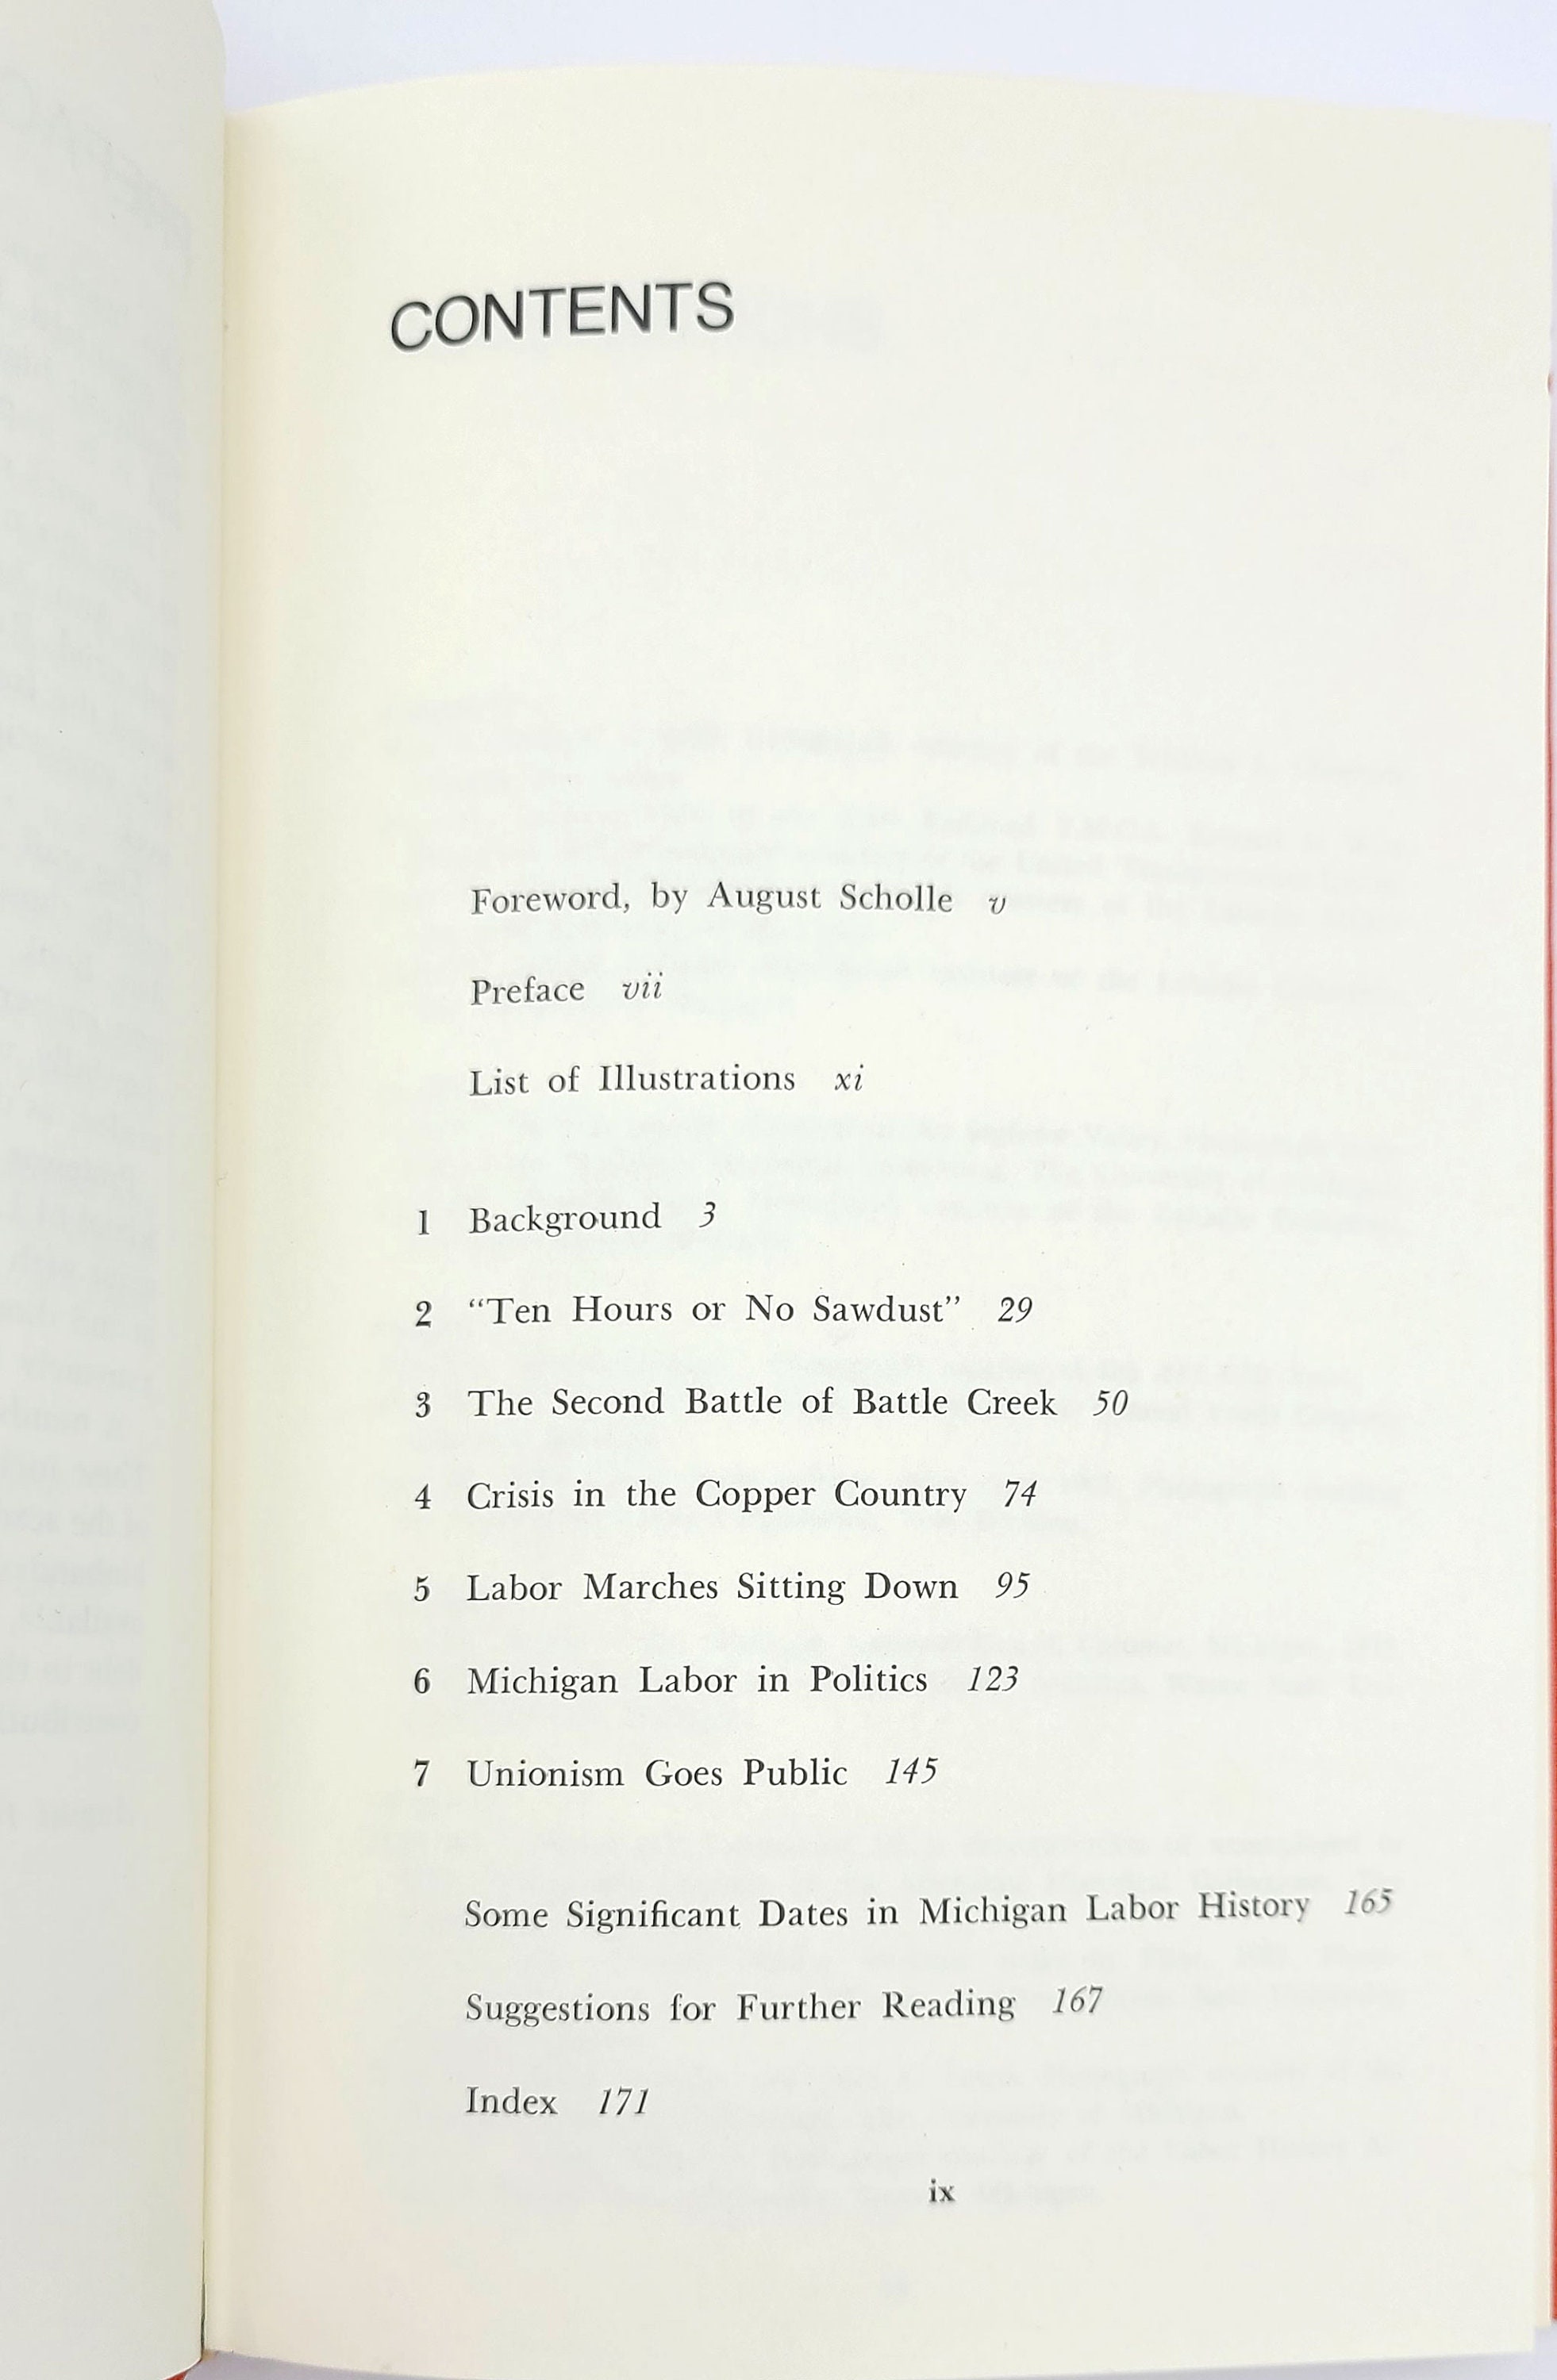 CONTENTS
Foreword, by August Scholle v
Preface vii
List of Illustrations xi
1 Background 3
2 “Ten Hours or No Sawdust” 29
3 The Second Battle of Battle Creek 50
4 Crisis in the Copper Country 74
5 Labor Marches Sitting Down 95
6 Michigan Labor in Politics 123
7 Unionism Goes Public 145
Some Significant Dates in Michigan Labor History 165
Suggestions for Further Reading 167
Index 171
ix